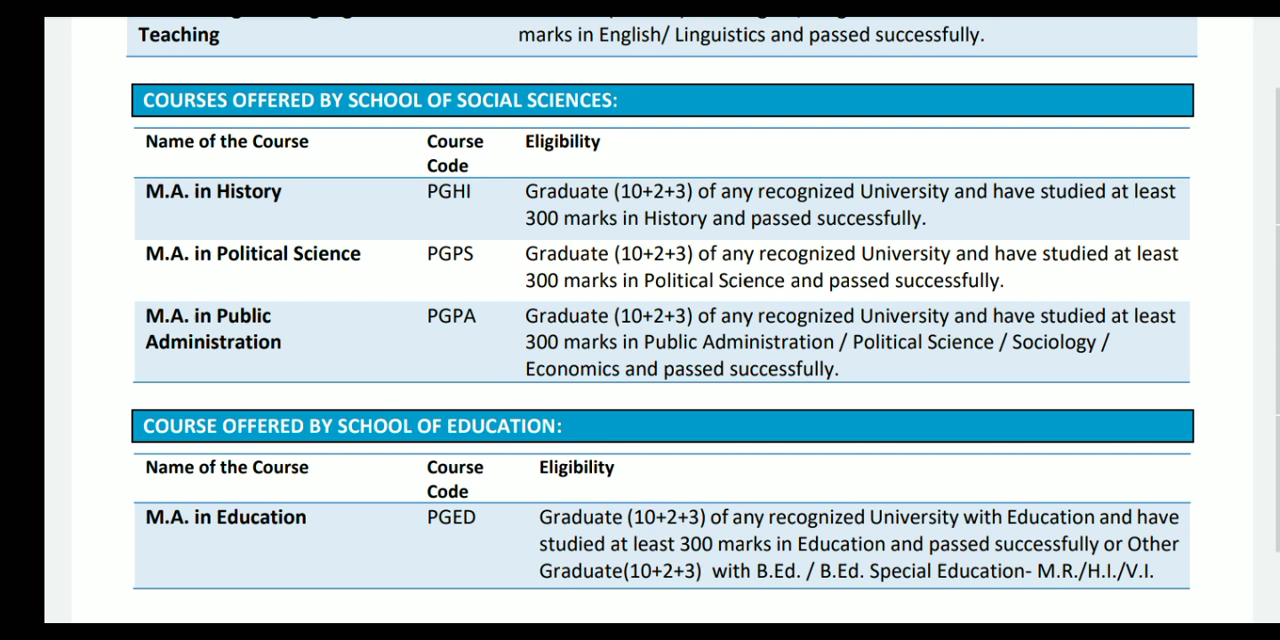 Teaching marks in English/ Linguistics and passed successfully.
COURSES OFFERED BY SCHOOL OF SOCIAL SCIENCES:
Name of the Course Course Code Eligibility
M.A. in History PGHI Graduate (10+2+3) of any recognized University and have studied at least
300 marks in History and passed successfully.
M.A. in Political Science PGPS Graduate (10+2+3) of any recognized University and have studied at least
300 marks in Political Science and passed successfully.
M.A. in Public Administration PGPA Graduate (10+2+3) of any recognized University and have studied at least
300 marks in Public Administration / Political Science / Sociology /
Economics and passed successfully.
COURSE OFFERED BY SCHOOL OF EDUCATION:
Name of the Course Course Code Eligibility
M.A. in Education PGED Graduate (10+2+3) of any recognized University with Education and have
studied at least 300 marks in Education and passed successfully or Other
Graduate(10+2+3) with B.Ed. / B.Ed. Special Education- M.R./H.I./V.I.